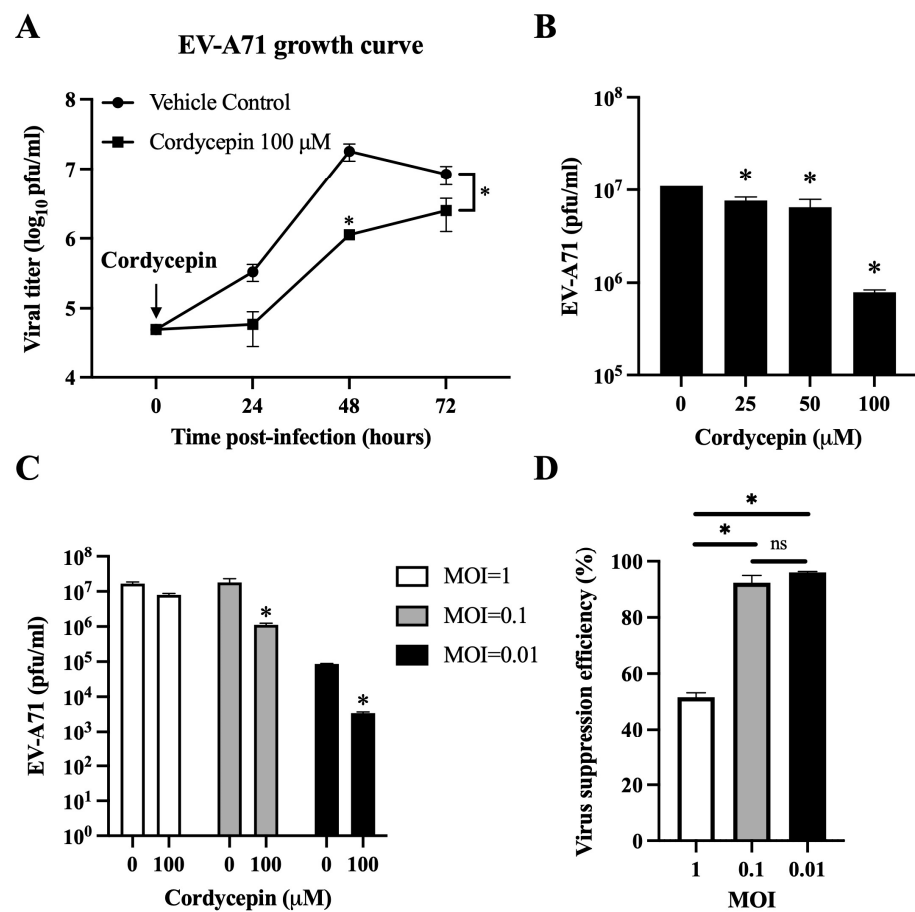 A
EV-A71 growth curve
Vehicle Control
Cordycepin 100 μM
Viral titer (log10 pfu/ml)
8
7
6
5
4
Cordycepin
*
*
0 24 48 72
Time post-infection (hours)
B
EV-A71 (pfu/ml)
10^8
10^7
10^6
10^5
* * *
0 25 50 100
Cordycepin (μM)
C
EV-A71 (pfu/ml)
10^8
10^7
10^6
10^5
10^4
10^3
10^2
10^1
10^0
*
*
MOI=1
MOI=0.1
MOI=0.01
0 100 0 100 0 100
Cordycepin (μM)
D
Virus suppression efficiency (%)
*
*
ns
100
80
60
40
20
0
1 0.1 0.01
MOI